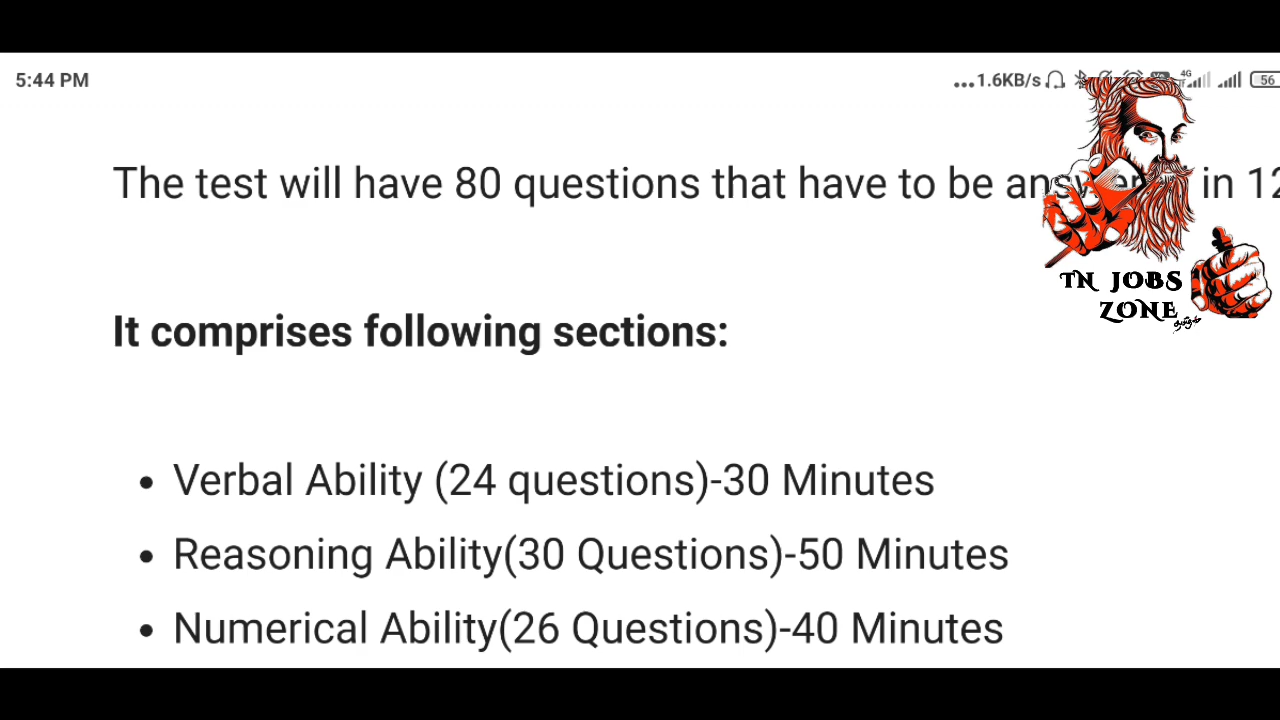 5:44 PM
...1.6KB/s
4G
56
The test will have 80 questions that have to be in 12
TN JOBS
ZONE
தமிழ்
It comprises following sections:
• Verbal Ability (24 questions)-30 Minutes
• Reasoning Ability(30 Questions)-50 Minutes
• Numerical Ability(26 Questions)-40 Minutes